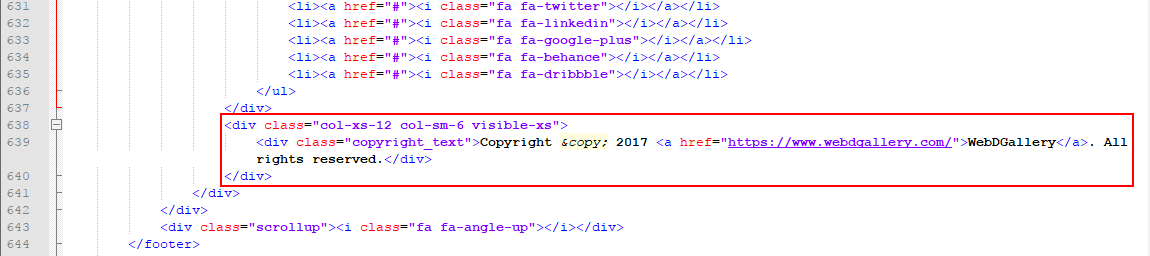 631 <li><a href="#"><i class="fa fa-twitter"></i></a></li>
632 <li><a href="#"><i class="fa fa-linkedin"></i></a></li>
633 <li><a href="#"><i class="fa fa-google-plus"></i></a></li>
634 <li><a href="#"><i class="fa fa-behance"></i></a></li>
635 <li><a href="#"><i class="fa fa-dribbble"></i></a></li>
636 </ul>
637 </div>
638 <div class="col-xs-12 col-sm-6 visible-xs">
639 <div class="copyright_text">Copyright &copy; 2017 <a href="https://www.webdgallery.com/">WebDGallery</a>. All
rights reserved.</div>
640 </div>
641 </div>
642 </div>
643 <div class="scrollup"><i class="fa fa-angle-up"></i></div>
644 </footer>